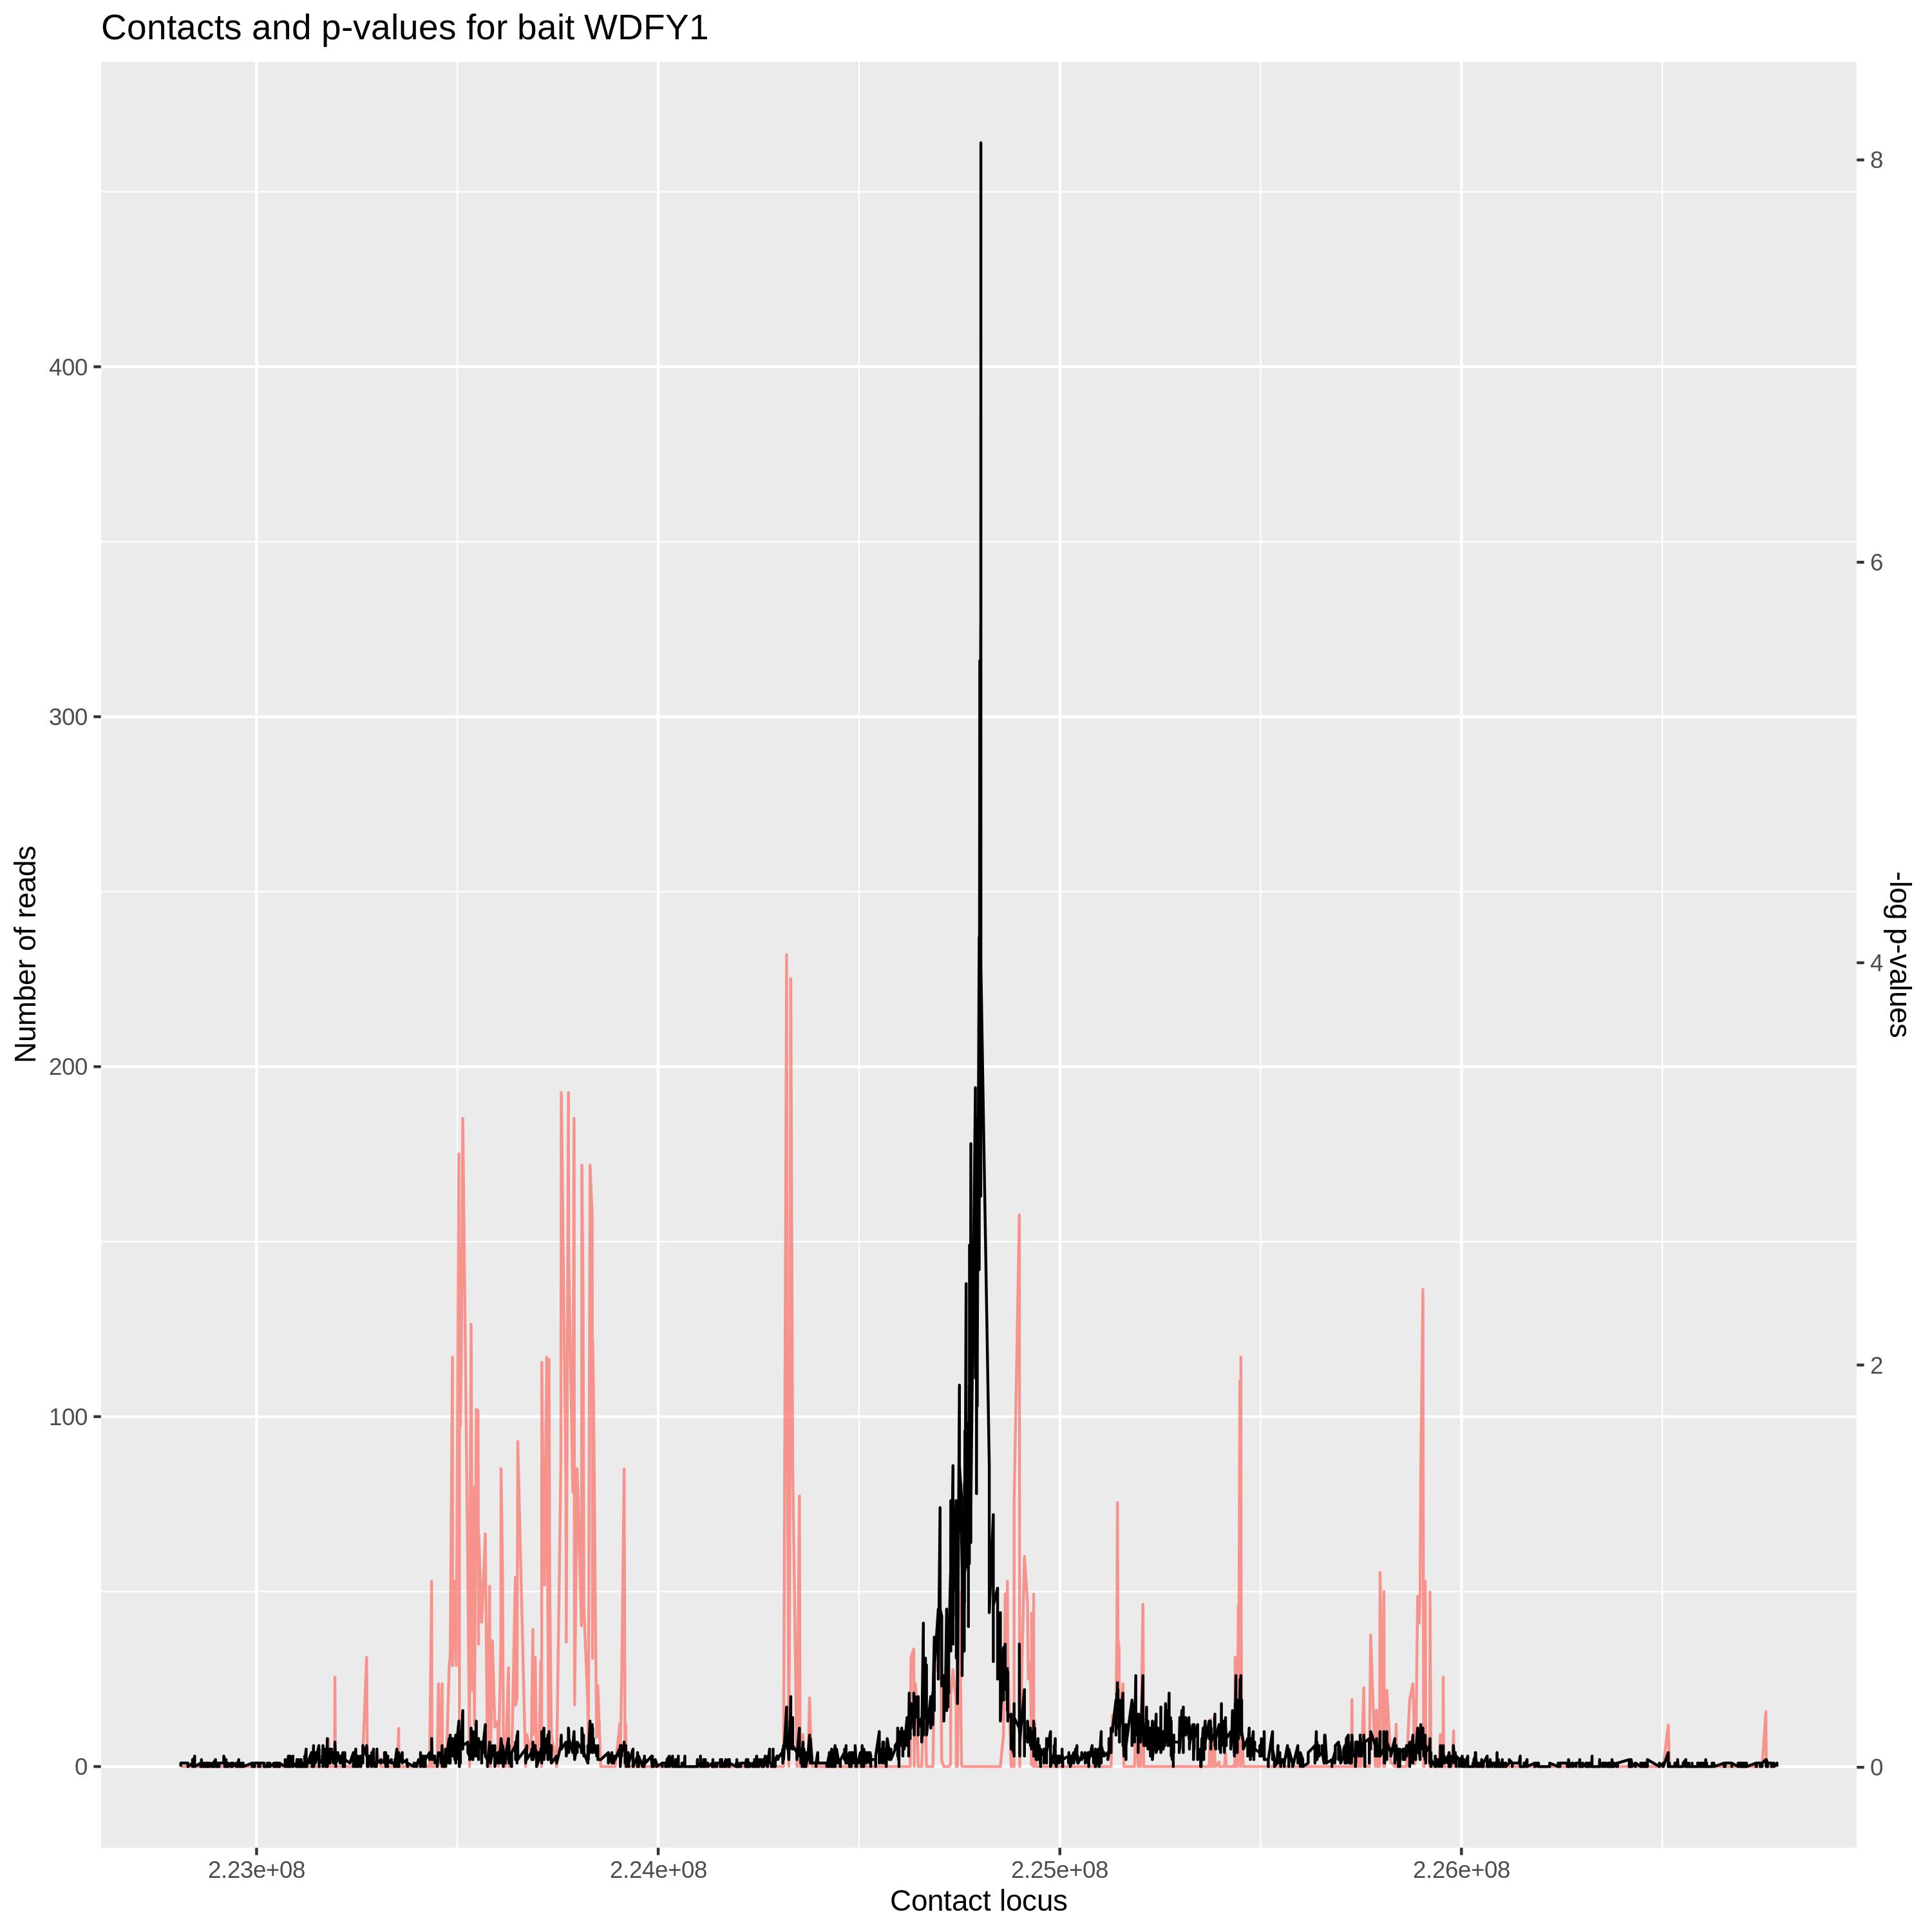 Contacts and p-values for bait WDFY1
Number of reads
400
300
200
100
0
8
6
4
2
0
-log p-values
2.23e+08
2.24e+08
2.25e+08
2.26e+08
Contact locus